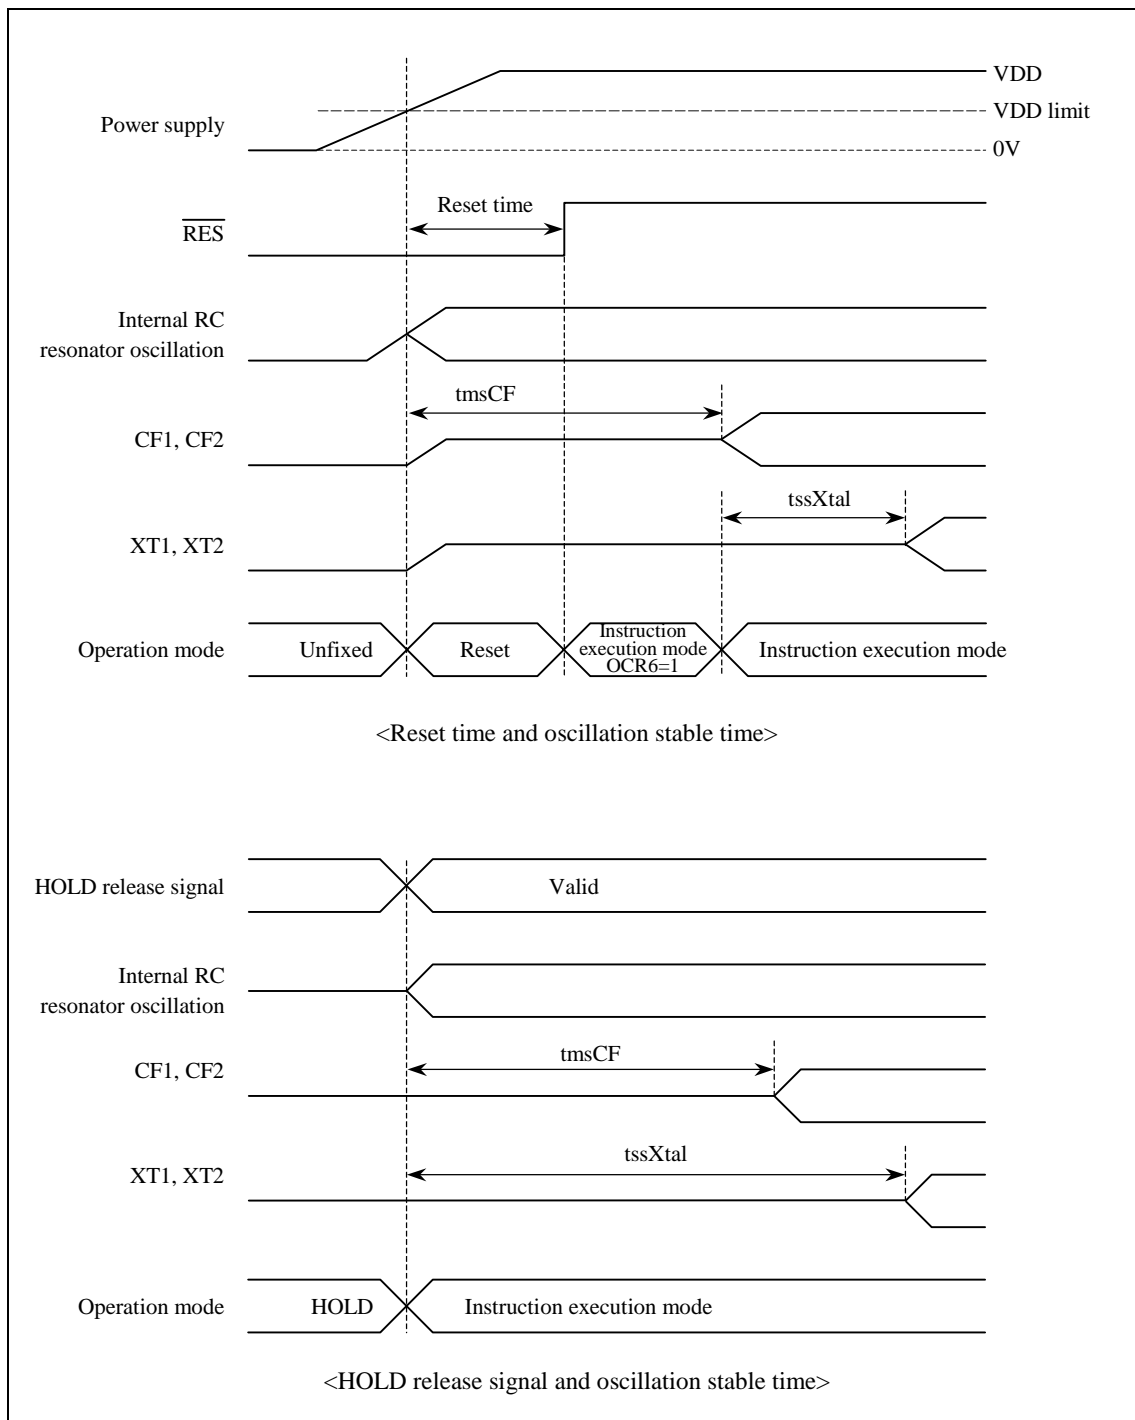 VDD
VDD limit
Power supply
0V
Reset time
RES
Internal RC
resonator oscillation
tmsCF
CF1, CF2
tssXtal
XT1, XT2
Operation mode
Unfixed
Reset
Instruction
execution mode
OCR6=1
Instruction execution mode
<Reset time and oscillation stable time>
HOLD release signal
Valid
Internal RC
resonator oscillation
tmsCF
CF1, CF2
tssXtal
XT1, XT2
Operation mode
HOLD
Instruction execution mode
<HOLD release signal and oscillation stable time>